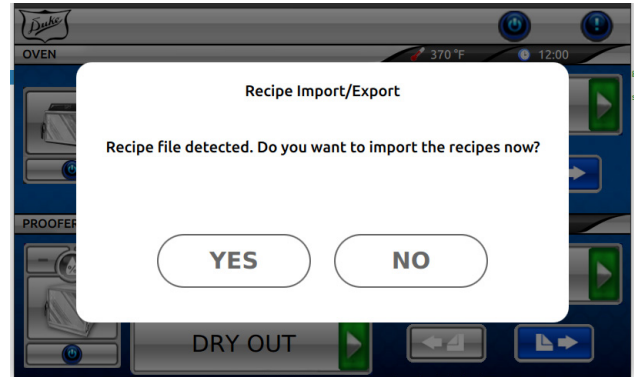 Duke
OVEN
370 °F
12:00
Recipe Import/Export
Recipe file detected. Do you want to import the recipes now?
PROOFER
YES
NO
DRY OUT